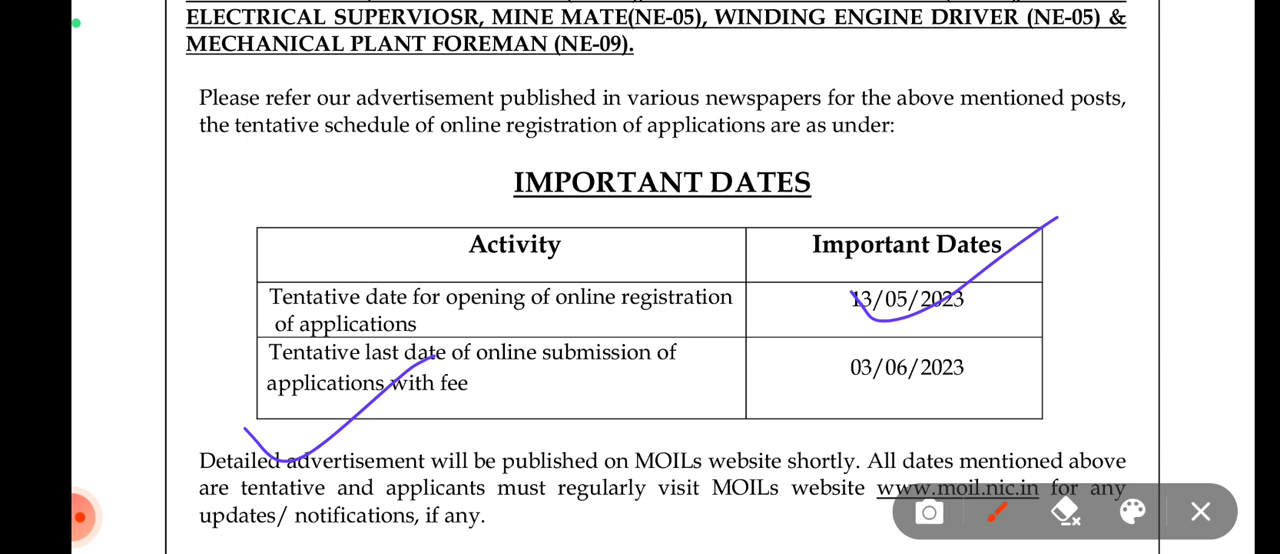 ELECTRICAL SUPERVIOSR, MINE MATE(NE-05), WINDING ENGINE DRIVER (NE-05) &
MECHANICAL PLANT FOREMAN (NE-09).
Please refer our advertisement published in various newspapers for the above mentioned posts,
the tentative schedule of online registration of applications are as under:
IMPORTANT DATES
Activity
Important Dates
Tentative date for opening of online registration
of applications
13/05/2023
Tentative last date of online submission of
applications with fee
03/06/2023
Detailed advertisement will be published on MOILs website shortly. All dates mentioned above
are tentative and applicants must regularly visit MOILs website www.moil.nic.in for any
updates/ notifications, if any.